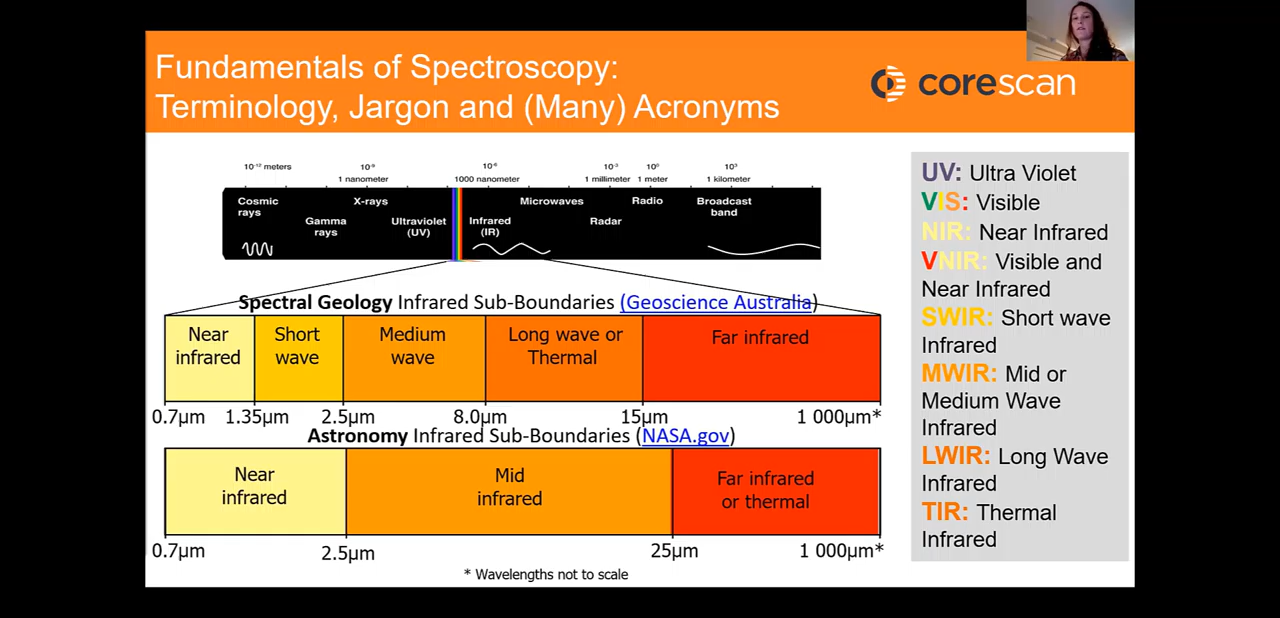 Fundamentals of Spectroscopy:
Terminology, Jargon and (Many) Acronyms
corescan
10⁻¹² meters 10⁻⁹ 10⁻⁶ 10⁻³ 10⁰ 10³
1 nanometer 1000 nanometer 1 millimeter 1 meter 1 kilometer
Cosmic
rays
Gamma
rays
X-rays
Ultraviolet
(UV)
Infrared
(IR)
Microwaves
Radar
Radio
Broadcast
band
Spectral Geology Infrared Sub-Boundaries (Geoscience Australia)
Near
infrared
Short
wave
Medium
wave
Long wave or
Thermal
Far infrared
0.7µm 1.35µm 2.5µm 8.0µm 15µm 1 000µm*
Astronomy Infrared Sub-Boundaries (NASA.gov)
Near
infrared
Mid
infrared
Far infrared
or thermal
0.7µm 2.5µm 25µm 1 000µm*
* Wavelengths not to scale
UV: Ultra Violet
VIS: Visible
NIR: Near Infrared
VNIR: Visible and
Near Infrared
SWIR: Short wave
Infrared
MWIR: Mid or
Medium Wave
Infrared
LWIR: Long Wave
Infrared
TIR: Thermal
Infrared